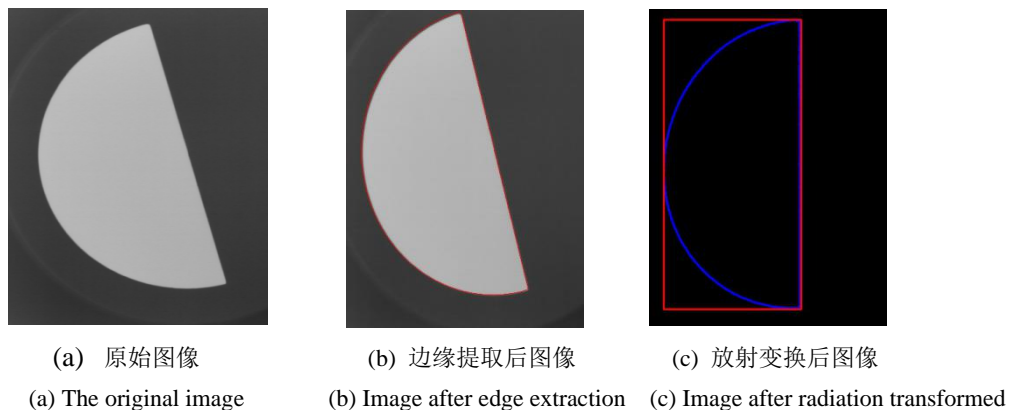 (a) 原始图像 (b) 边缘提取后图像 (c) 放射变换后图像
(a) The original image (b) Image after edge extraction (c) Image after radiation transformed